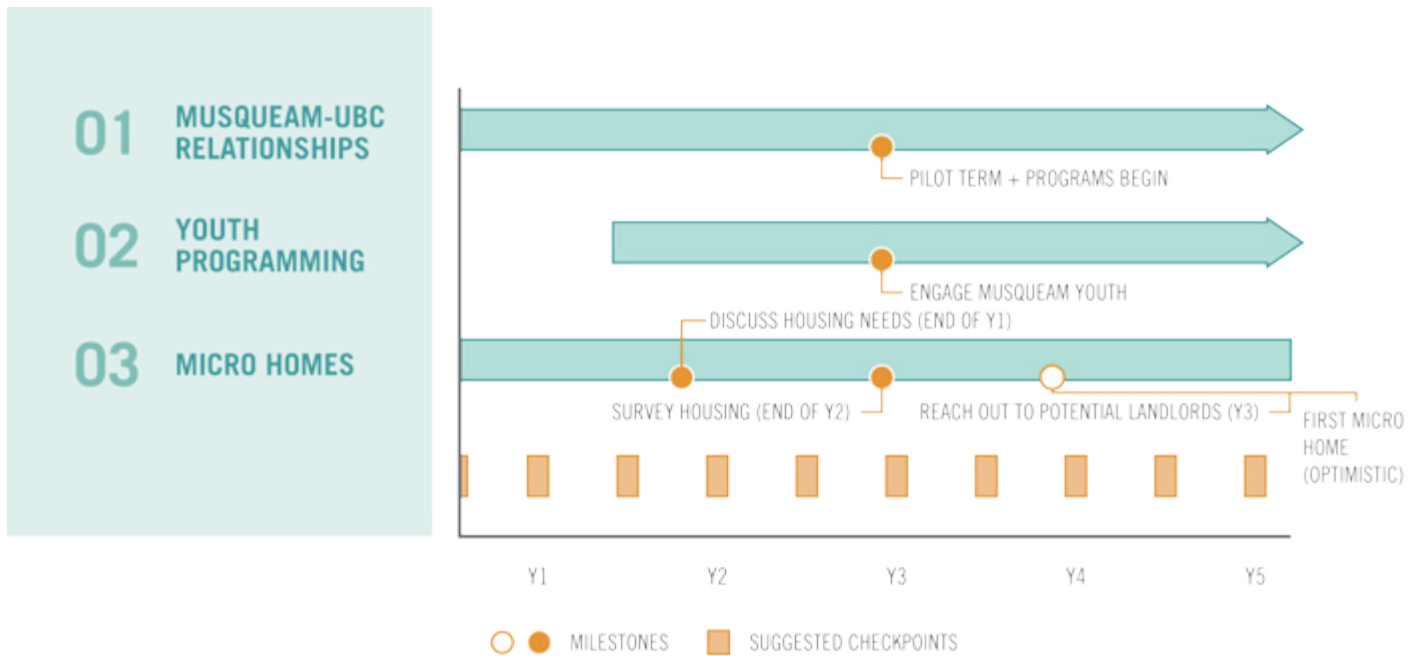 01
MUSQUEAM-UBC
RELATIONSHIPS
PILOT TERM + PROGRAMS BEGIN
02
YOUTH
PROGRAMMING
ENGAGE MUSQUEAM YOUTH
DISCUSS HOUSING NEEDS (END OF Y1)
03
MICRO HOMES
SURVEY HOUSING (END OF Y2)
REACH OUT TO POTENTIAL LANDLORDS (Y3)
FIRST MICRO
HOME
(OPTIMISTIC)
Y1 Y2 Y3 Y4 Y5
MILESTONES
SUGGESTED CHECKPOINTS